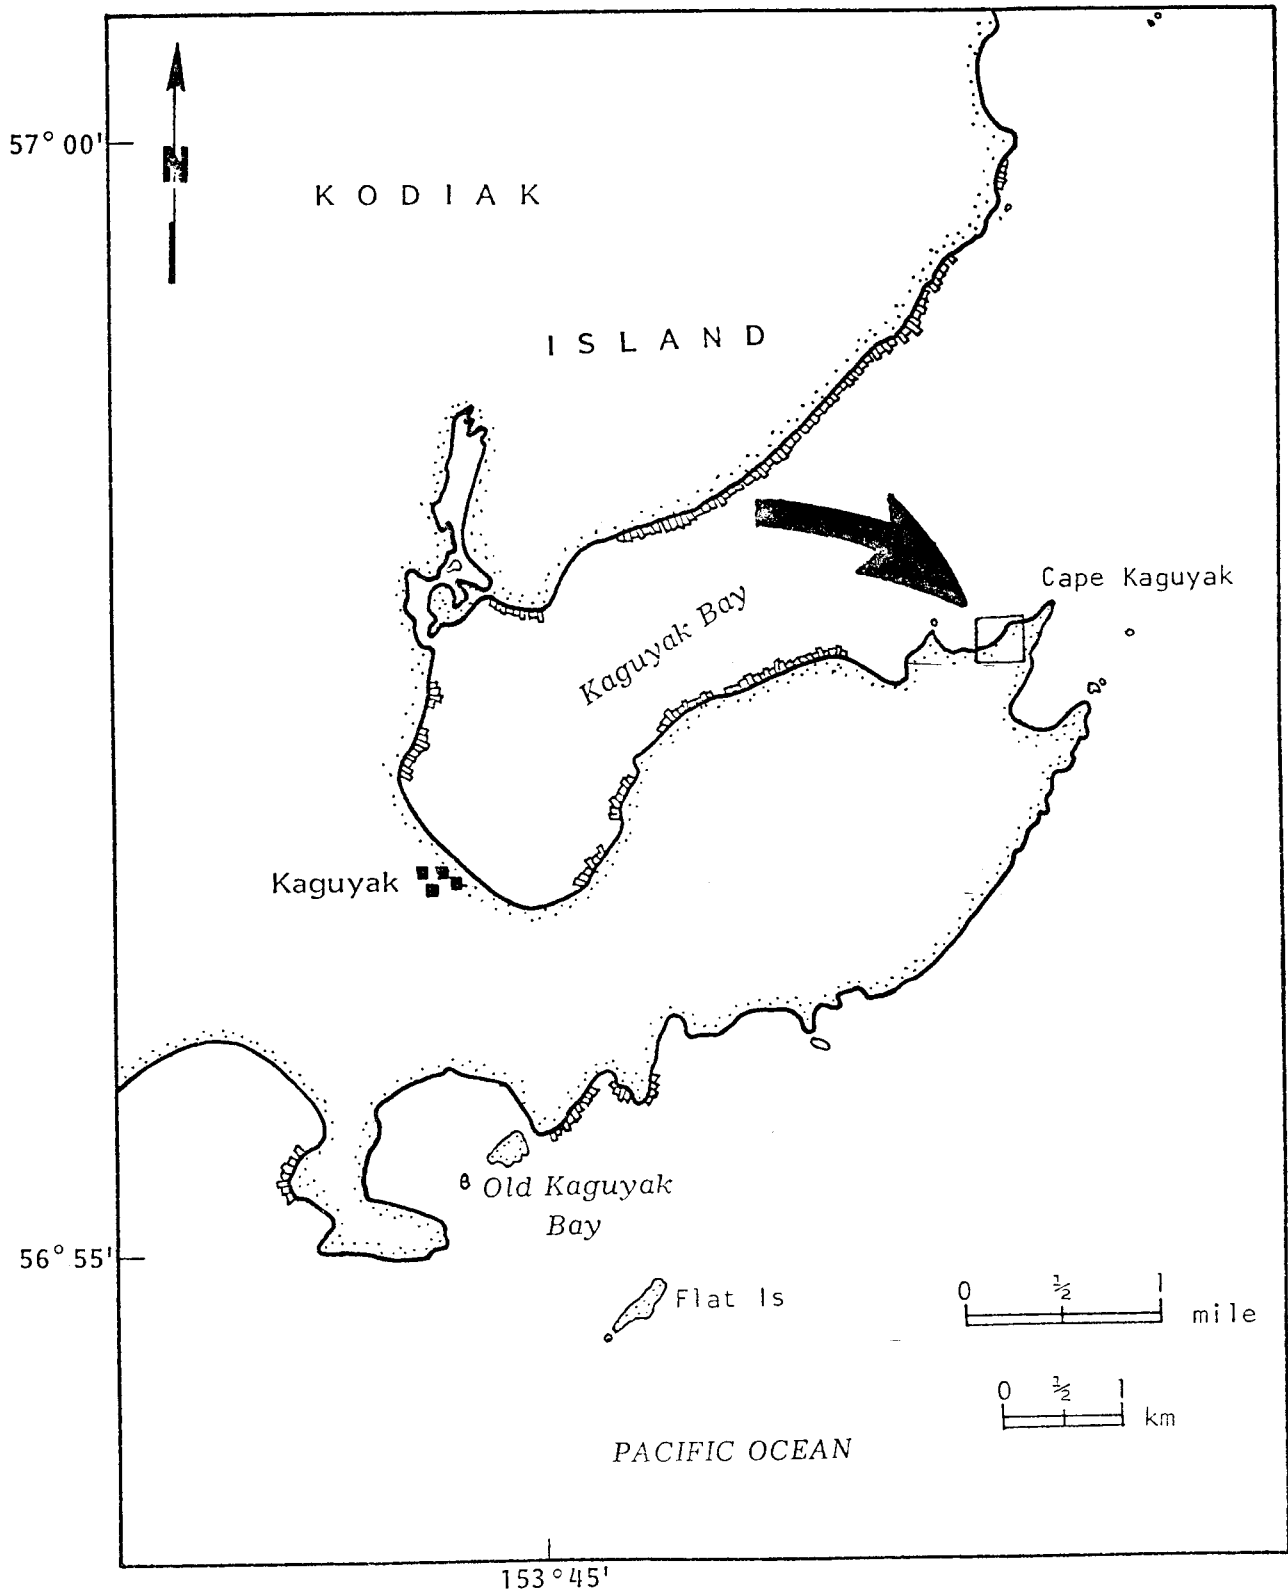 57° 00'
N
KODIAK
ISLAND
Cape Kaguyak
Kaguyak Bay
Kaguyak
Old Kaguyak
Bay
56° 55'
Flat Is
0 ½ 1
mile
0 ½ 1
km
PACIFIC OCEAN
153° 45'